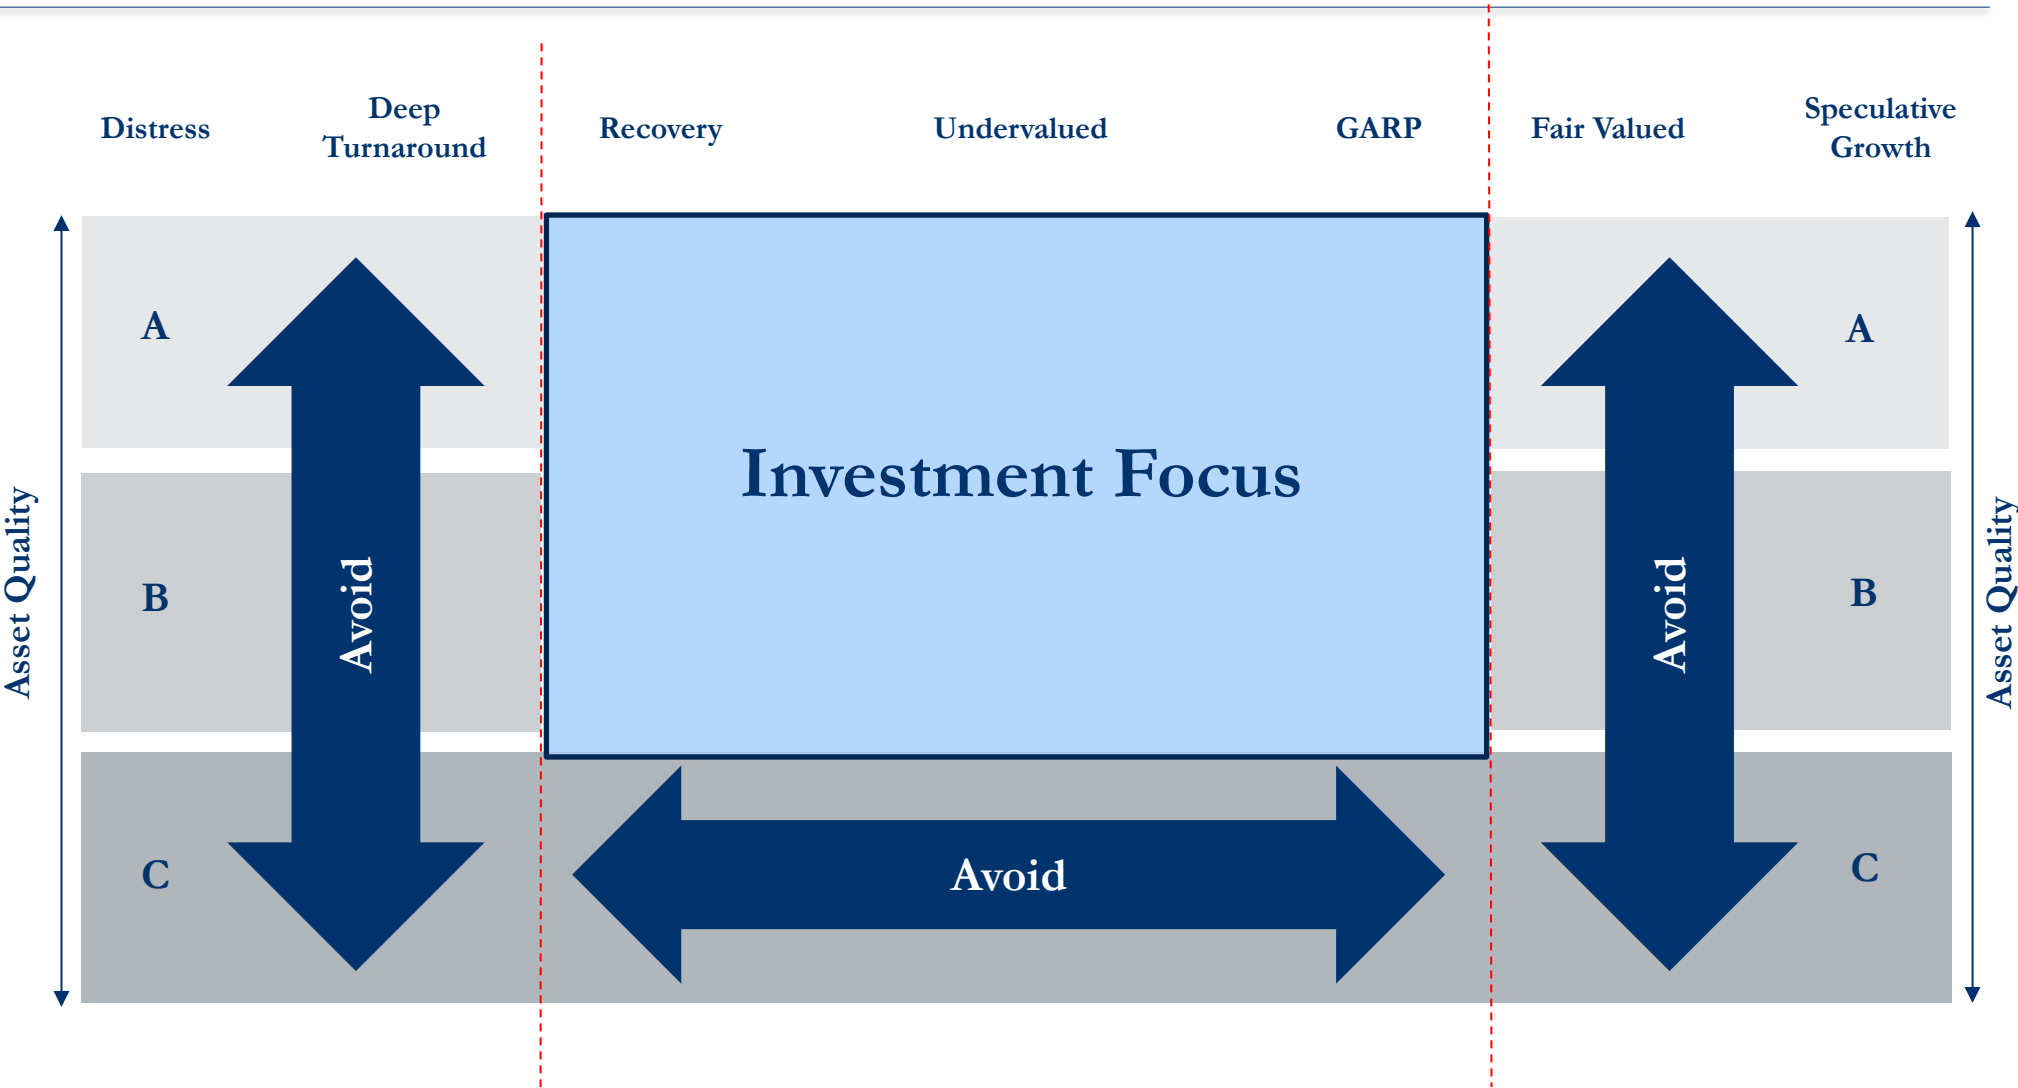 Distress
Deep
Turnaround
Recovery
Undervalued
GARP
Fair Valued
Speculative
Growth
Asset Quality
A
B
C
Avoid
Investment Focus
Avoid
Avoid
A
B
C
Asset Quality